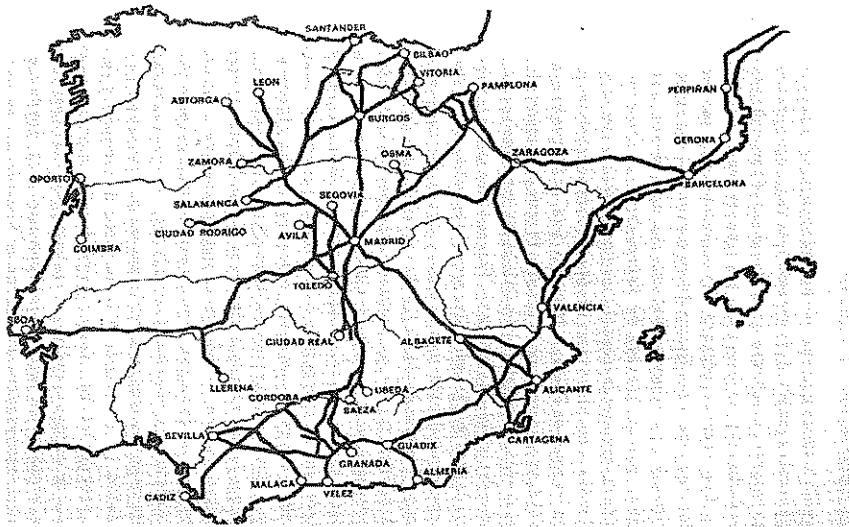 SANTANDER
BILBAO
LEON
VITORIA
PAMPLONA
ASTORGA
PERPIÑAN
BURGOS
GERONA
ZAMORA
OSMA
ZARAGOZA
OPORTO
BARCELONA
SALAMANCA
SEGOVIA
CIUDAD RODRIGO
AVILA
COIMBRA
MADRID
TOLEDO
VALENCIA
SBOA
CIUDAD REAL
ALBACETE
LLERENA
UBEDA
ALICANTE
CORDOBA
BAEZA
SEVILLA
GUADIX
CARTAGENA
GRANADA
CADIZ
MALAGA
VELEZ
ALMERIA